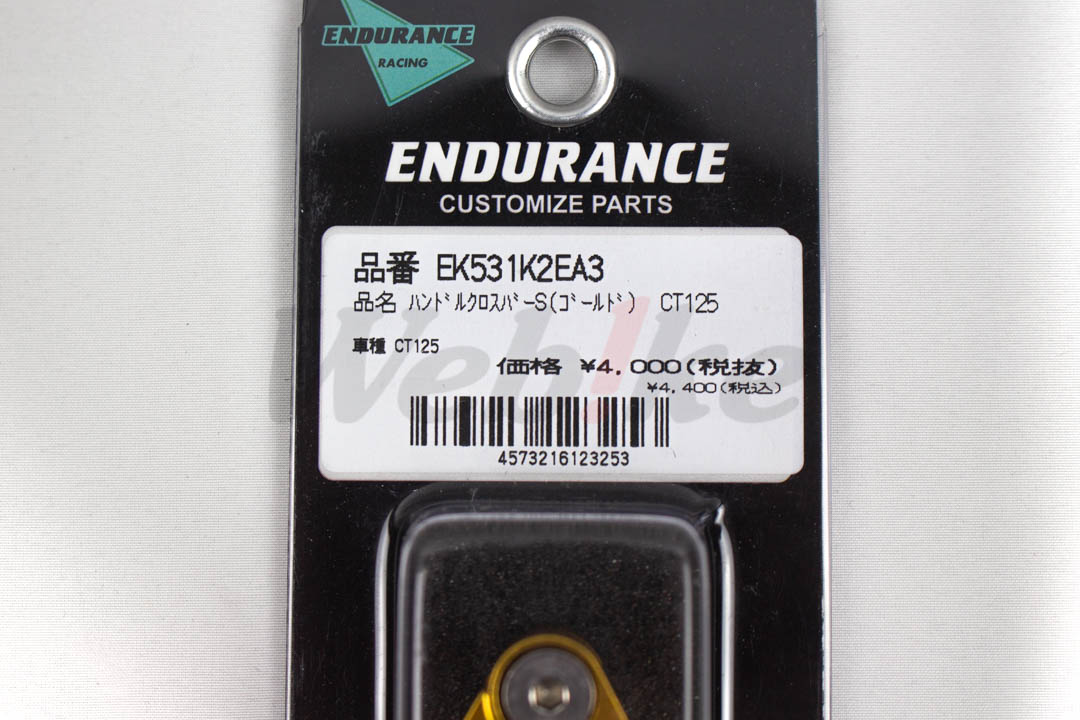 ENDURANCE
RACING
ENDURANCE
CUSTOMIZE PARTS
品番 EK531K2EA3
品名 ﾊﾝﾄﾞﾙｸﾛｽﾊﾞｰS(ｺﾞｰﾙﾄﾞ) CT125
車種 CT125
価格 ¥4,000(税抜)
¥4,400(税込)
Web!ke
4573216123253